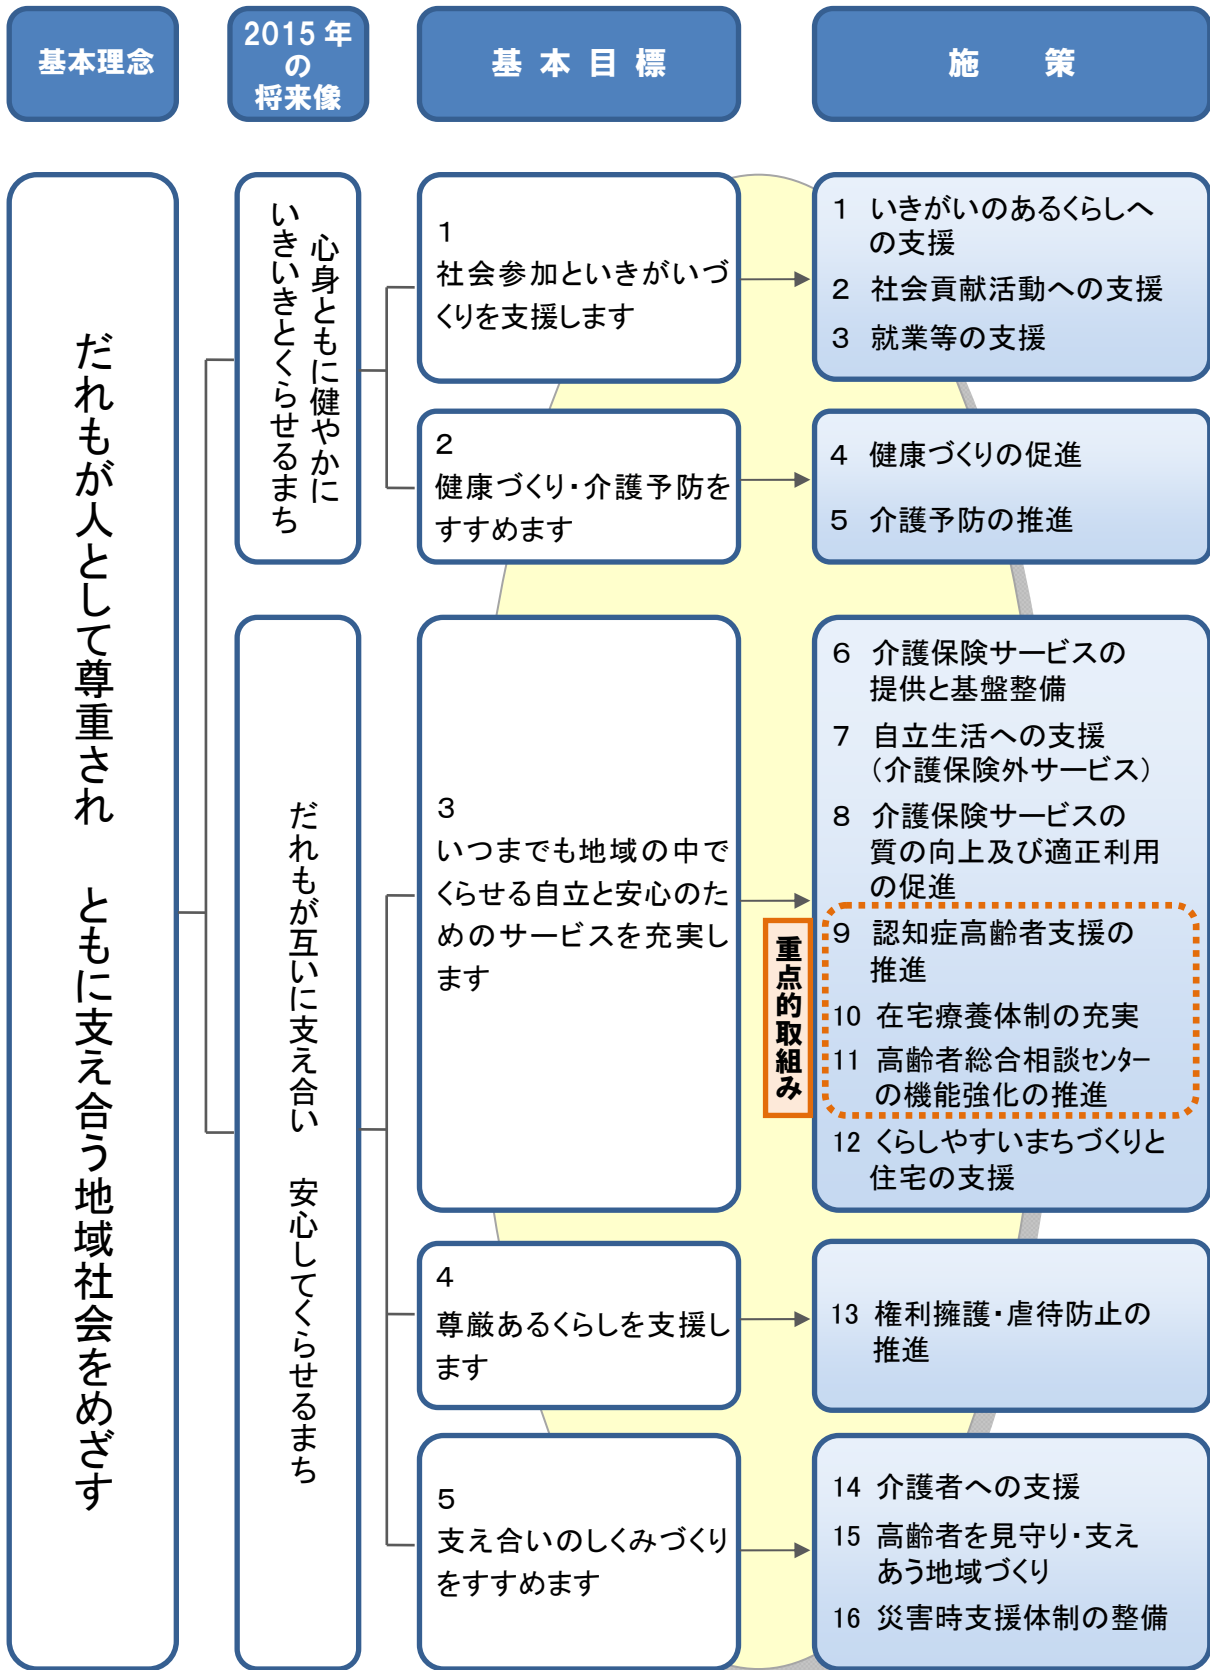 基本理念
2015年
の
将来像
基本目標
施策
だれもが人として尊重され ともに支え合う地域社会をめざす
心身ともに健やかに
いきいきとくらせるまち
1
社会参加といきがいづ
くりを支援します
1 いきがいのあるくらしへ
の支援
2 社会貢献活動への支援
3 就業等の支援
2
健康づくり・介護予防を
すすめます
4 健康づくりの促進
5 介護予防の推進
だれもが互いに支え合い 安心してくらせるまち
3
いつまでも地域の中で
くらせる自立と安心のた
めのサービスを充実し
ます
6 介護保険サービスの
提供と基盤整備
7 自立生活への支援
(介護保険外サービス)
8 介護保険サービスの
質の向上及び適正利用
の促進
重点的取組み
9 認知症高齢者支援の
推進
10 在宅療養体制の充実
11 高齢者総合相談センター
の機能強化の推進
12 くらしやすいまちづくりと
住宅の支援
4
尊厳あるくらしを支援し
ます
13 権利擁護・虐待防止の
推進
5
支え合いのしくみづくり
をすすめます
14 介護者への支援
15 高齢者を見守り・支え
あう地域づくり
16 災害時支援体制の整備